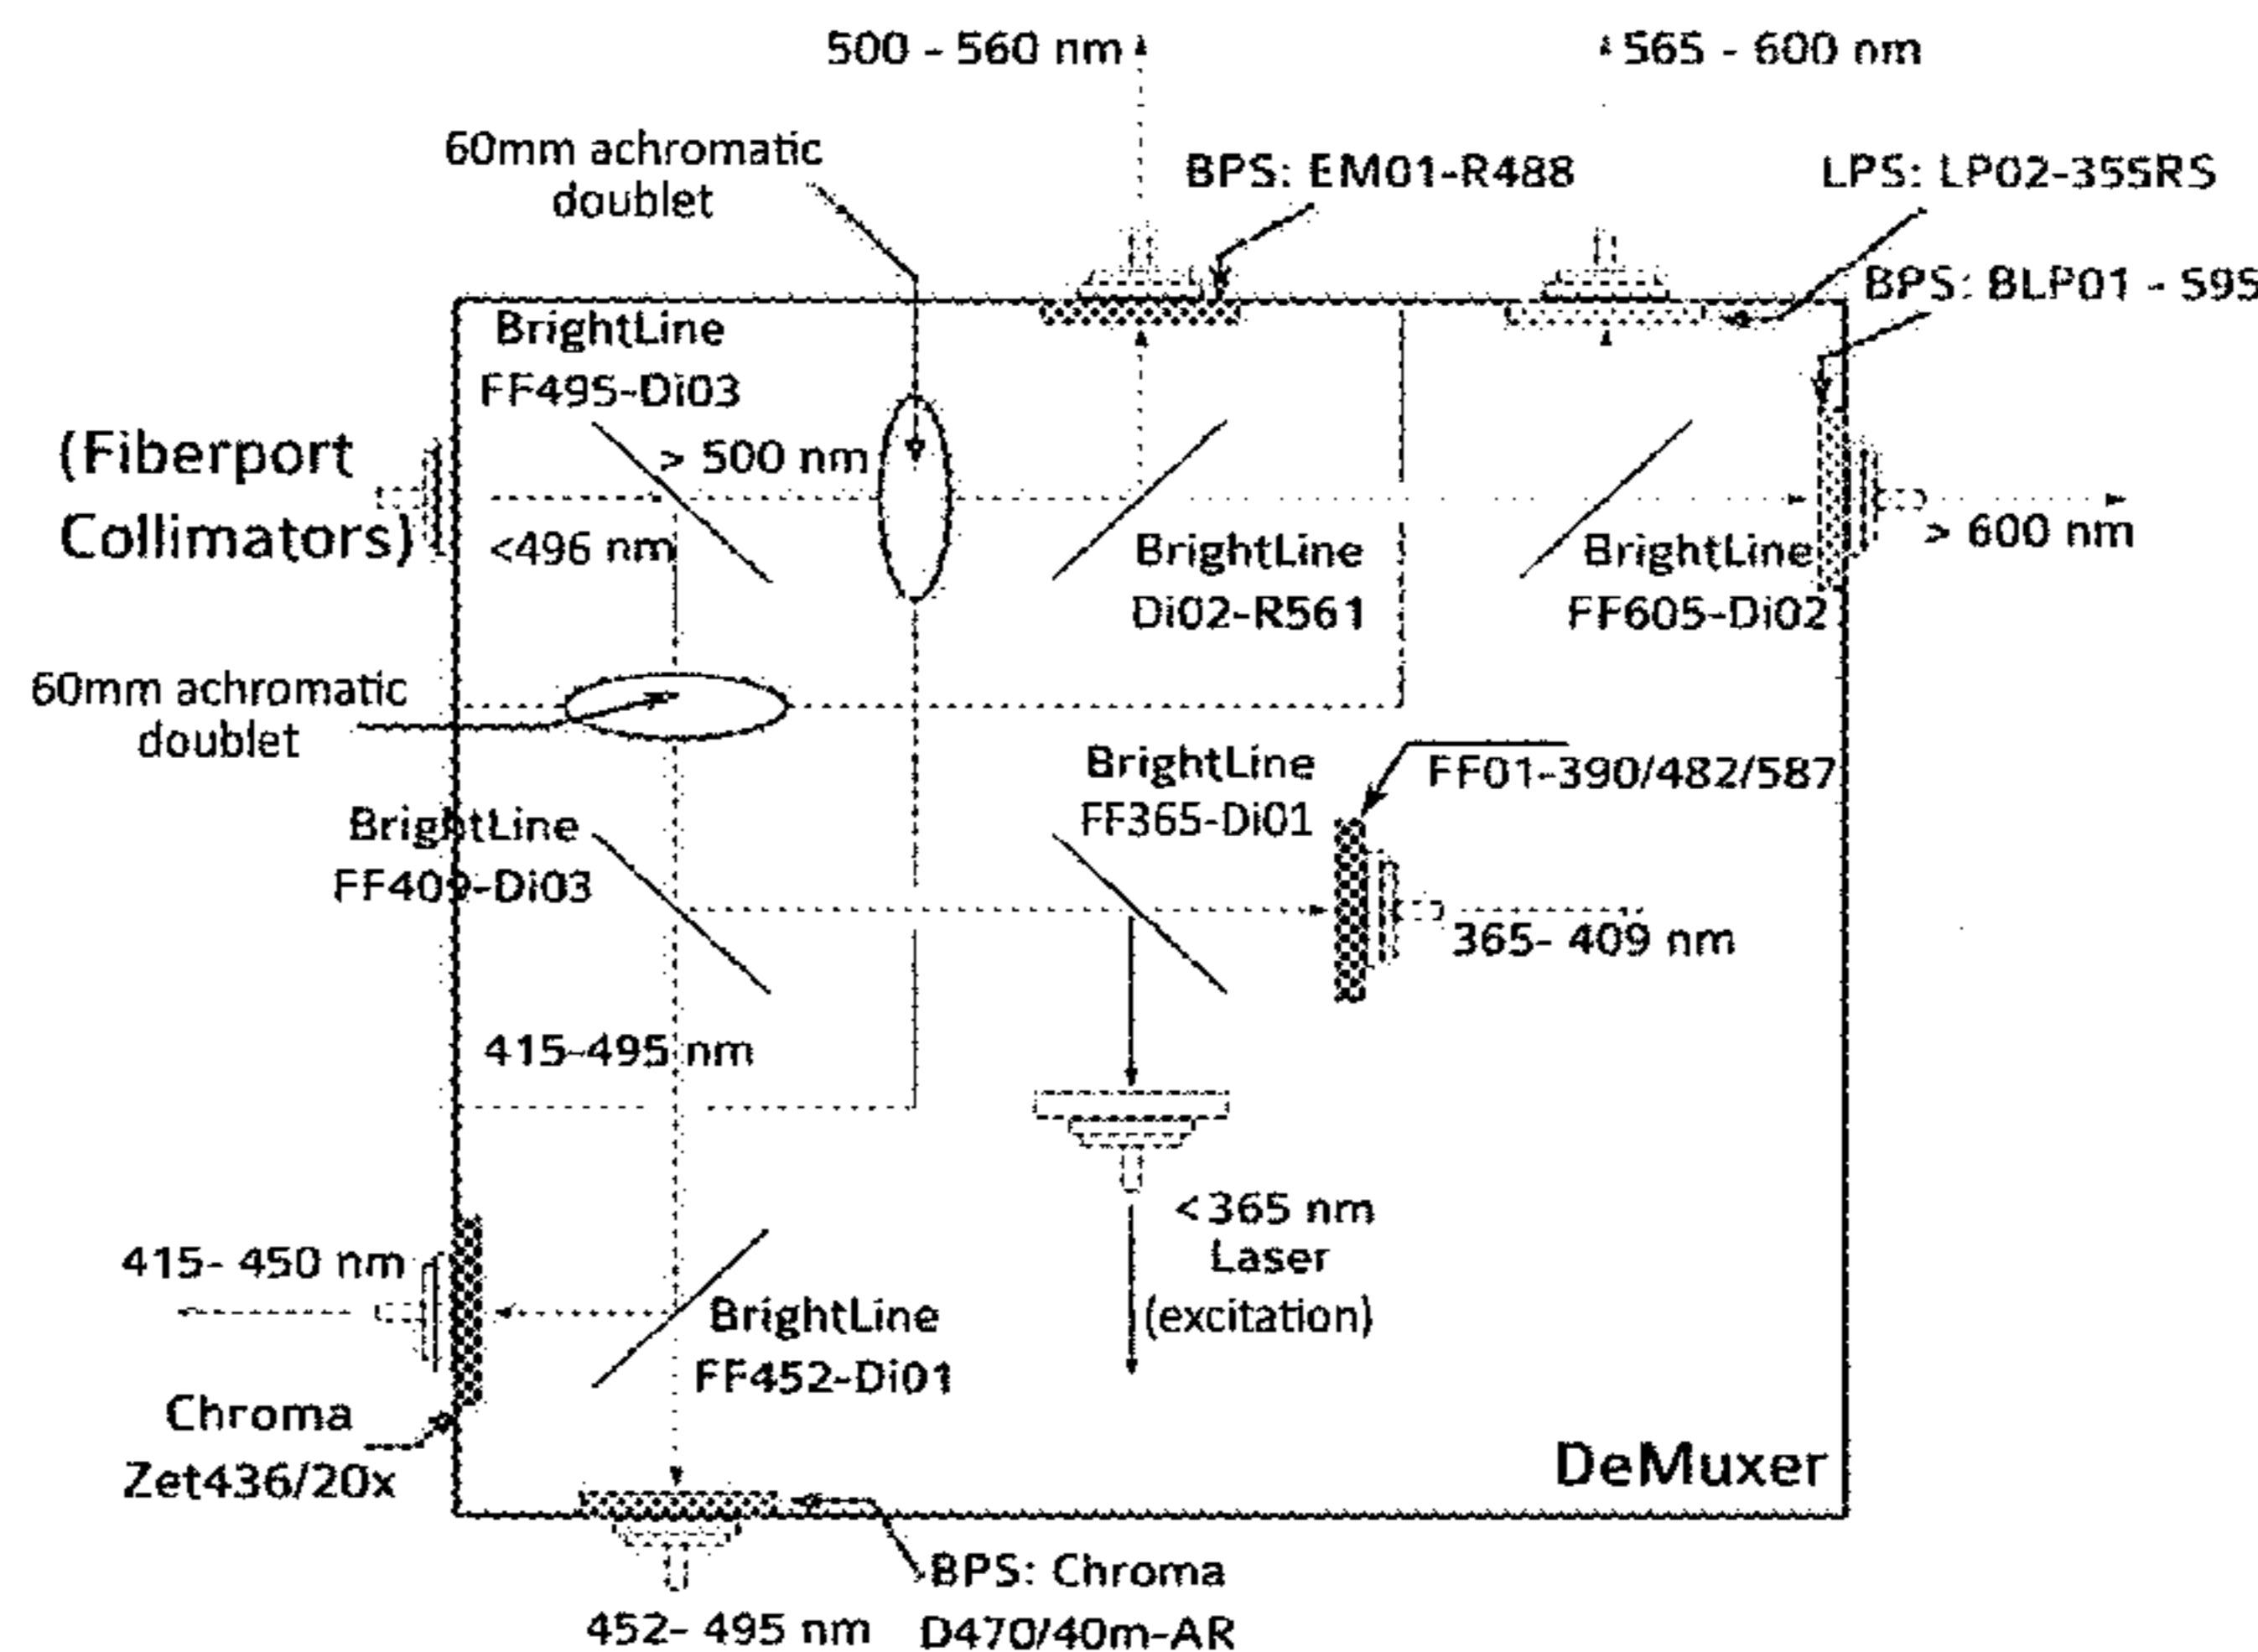 500 - 560 nm
565 - 600 nm
60mm achromatic
doublet
BPS: EM01-R488
LPS: LP02-355RS
BPS: BLP01 - 595
BrightLine
FF495-Di03
(Fiberport
Collimators)
> 500 nm
<496 nm
BrightLine
Di02-R561
BrightLine
FF605-Di02
> 600 nm
60mm achromatic
doublet
BrightLine
FF365-Di01
FF01-390/482/587
BrightLine
FF409-Di03
365- 409 nm
415-495 nm
<365 nm
Laser
(excitation)
415- 450 nm
BrightLine
FF452-Di01
Chroma
Zet436/20x
DeMuxer
BPS: Chroma
D470/40m-AR
452- 495 nm